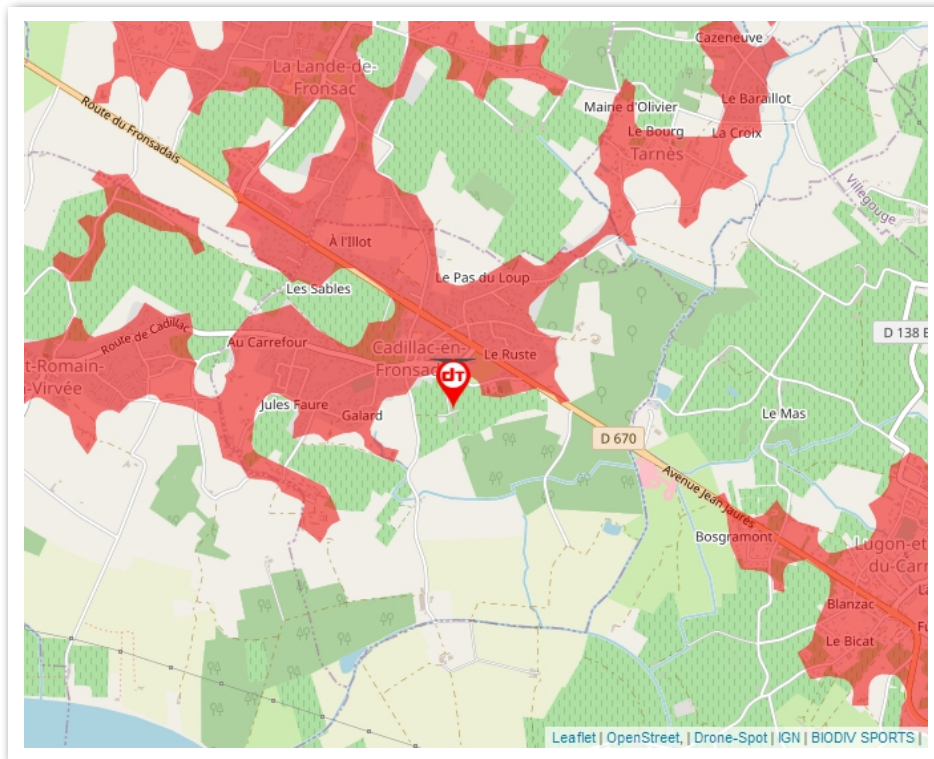 Cazeneuve
La Lande-de-
Fronsac
Route du Fronsadais
Maine d'Olivier
Le Baraillot
Le Bourg
La Croix
Tarnès
Villegouge
À l'Illot
Le Pas du Loup
Les Sables
Route de Cadillac
Au Carrefour
D 138 E
Cadillac-en-
Fronsac
Le Ruste
t-Romain-
-Virvée
dT
Jules Faure
Galard
Le Mas
D 670
Avenue Jean Jaurès
Bosgramont
Lugon-et
du-Carn
Blanzac
La
Le Bicat
Fu
Leaflet | OpenStreet, | Drone-Spot | IGN | BIODIV SPORTS |